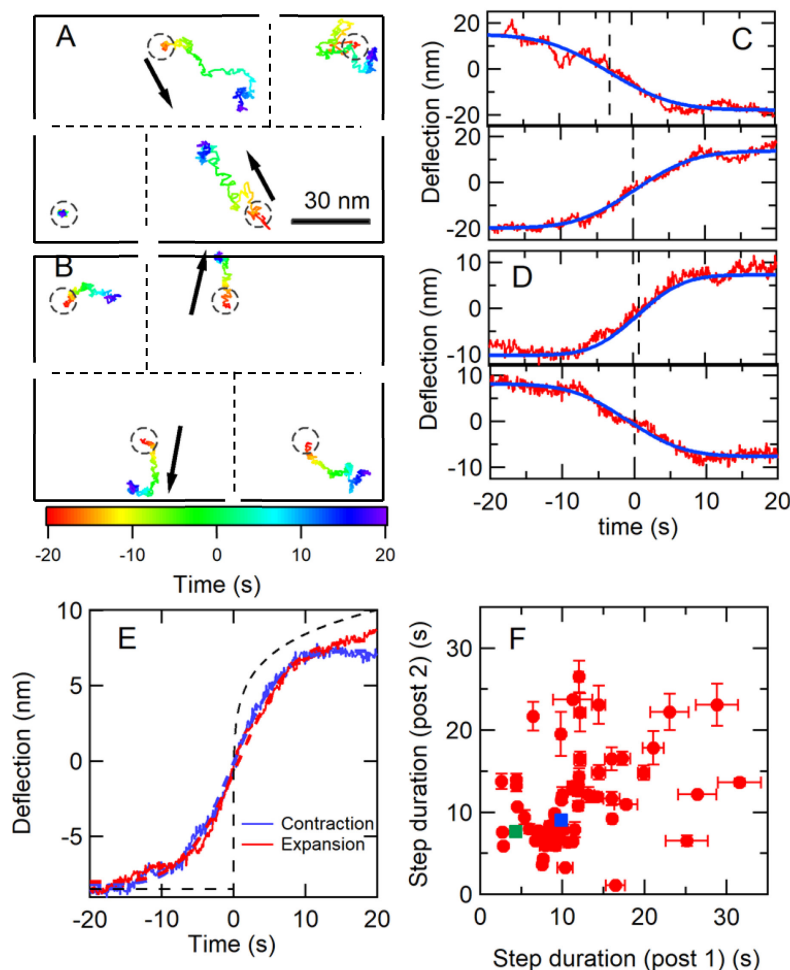 A
30 nm
B
-20
-10
0
10
20
Time (s)
C
Deflection (nm)
20
0
-20
20
0
-20
D
Deflection (nm)
10
0
-10
10
0
-10
-20
-10
0
10
20
time (s)
E
Deflection (nm)
10
5
0
-5
Contraction
Expansion
-20
-10
0
10
20
Time (s)
F
Step duration (post 2) (s)
30
20
10
0
0
10
20
30
Step duration (post 1) (s)